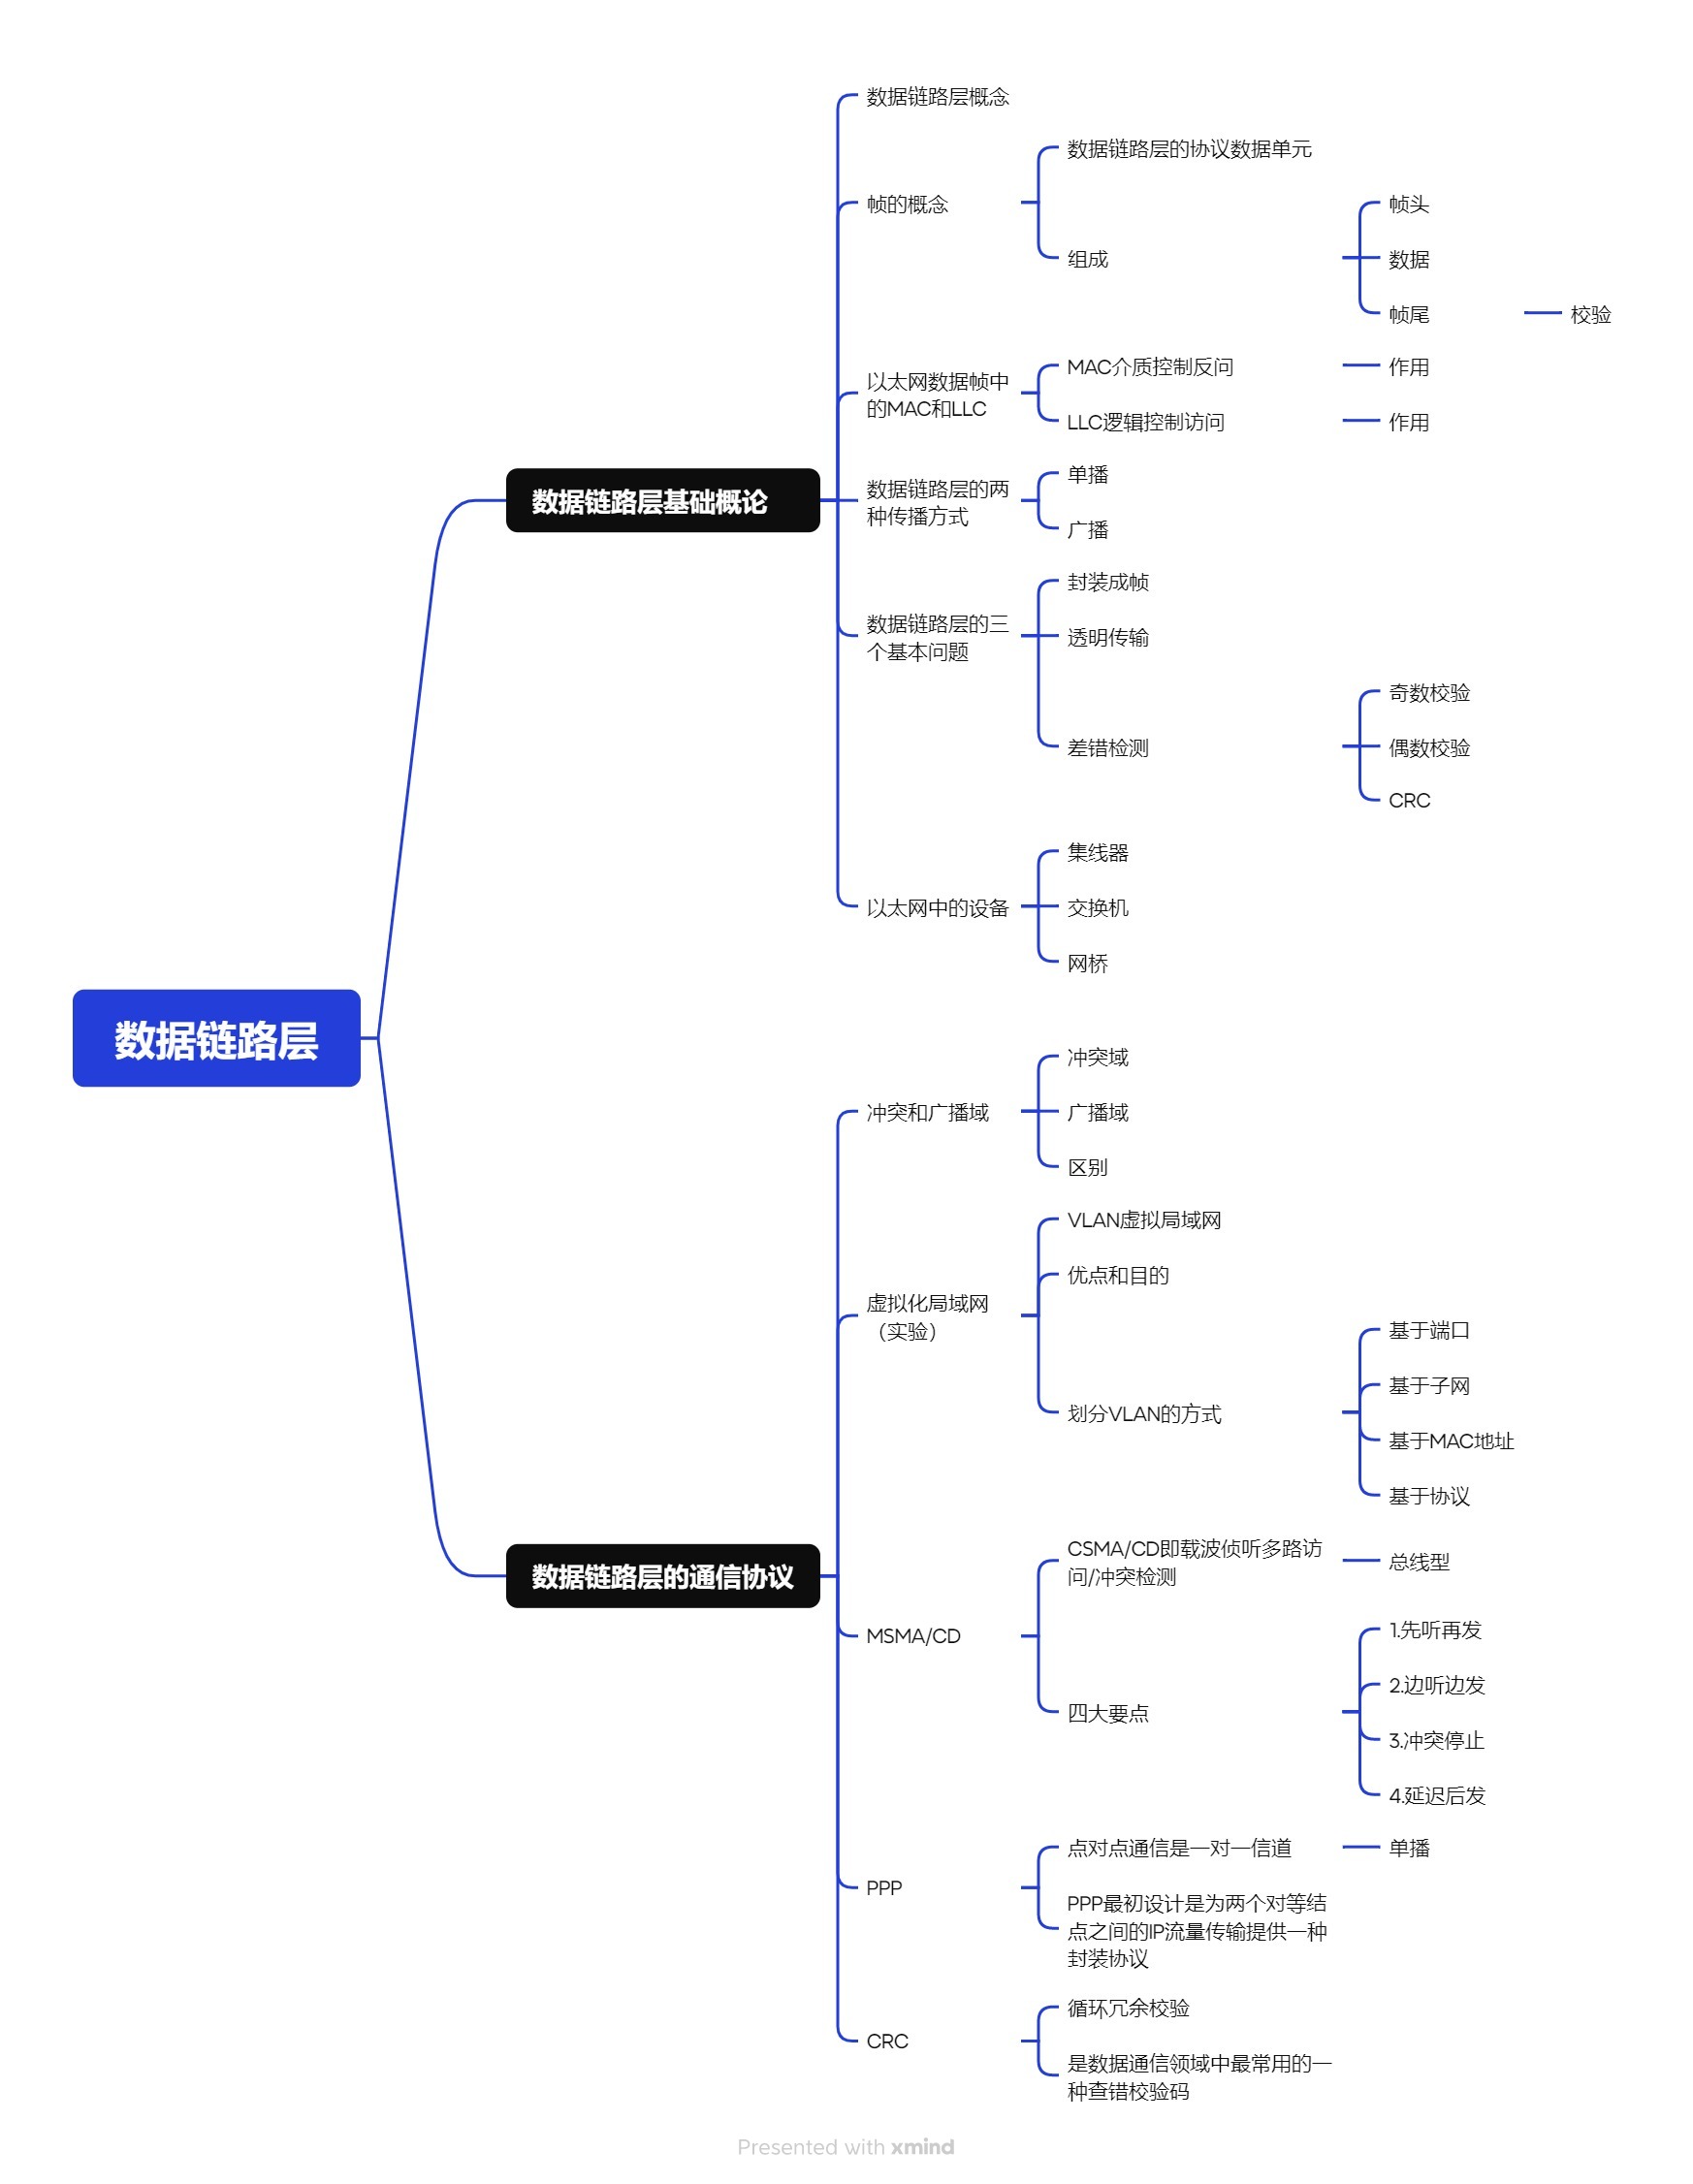 数据链路层
数据链路层基础概论
数据链路层概念
帧的概念
数据链路层的协议数据单元
组成
帧头
数据
帧尾
校验
以太网数据帧中
的MAC和LLC
MAC介质控制反问
作用
LLC逻辑控制访问
作用
数据链路层的两
种传播方式
单播
广播
数据链路层的三
个基本问题
封装成帧
透明传输
差错检测
奇数校验
偶数校验
CRC
以太网中的设备
集线器
交换机
网桥
数据链路层的通信协议
冲突和广播域
冲突域
广播域
区别
虚拟化局域网
（实验）
VLAN虚拟局域网
优点和目的
划分VLAN的方式
基于端口
基于子网
基于MAC地址
基于协议
MSMA/CD
CSMA/CD即载波侦听多路访
问/冲突检测
总线型
四大要点
1.先听再发
2.边听边发
3.冲突停止
4.延迟后发
PPP
点对点通信是一对一信道
单播
PPP最初设计是为两个对等结
点之间的IP流量传输提供一种
封装协议
CRC
循环冗余校验
是数据通信领域中最常用的一
种查错校验码
Presented with xmind